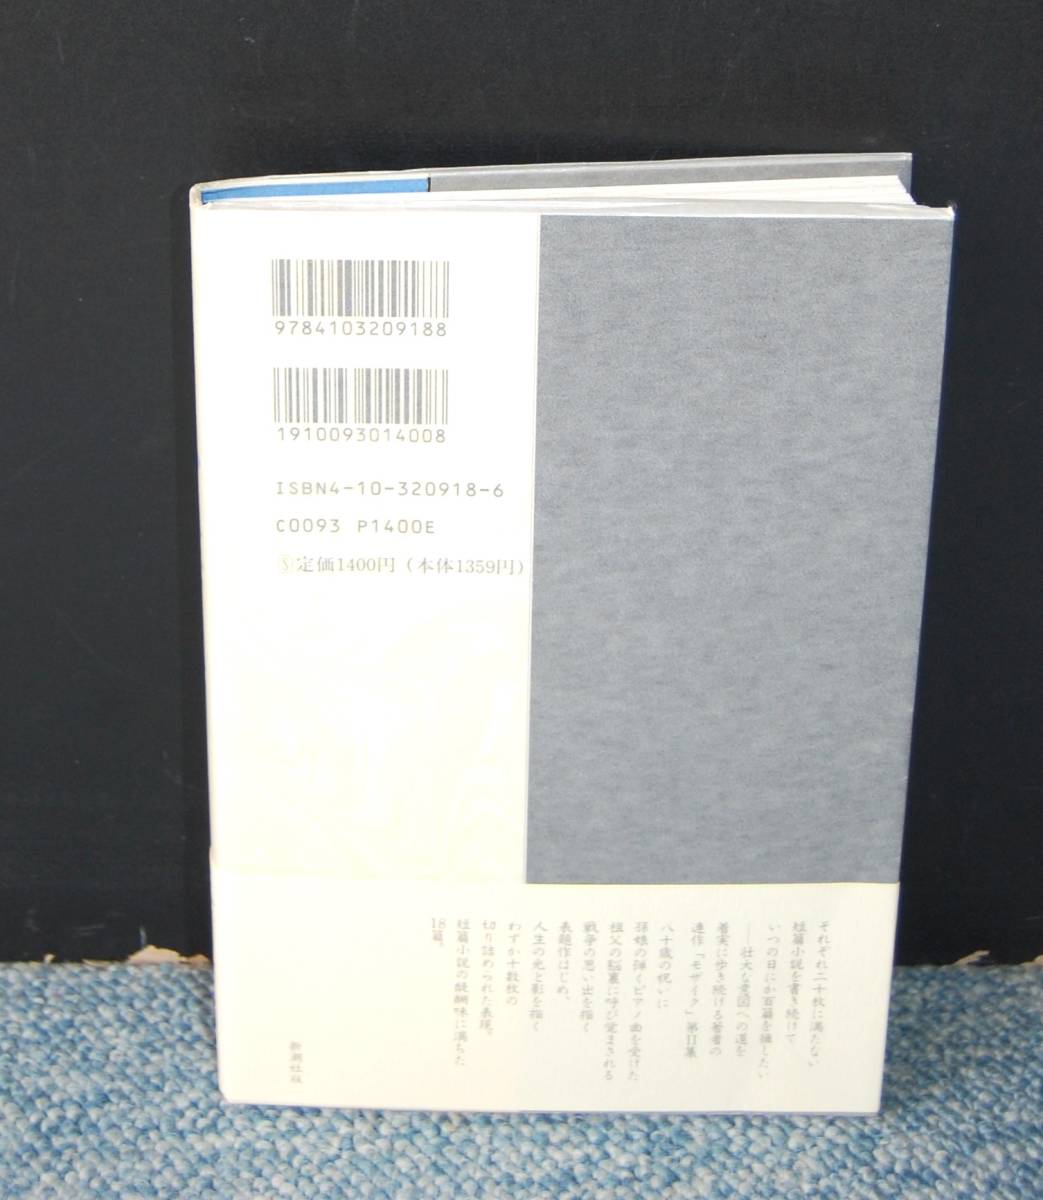 9784103209188
1910093014008
ISBN4-10-320918-6
C0093 P1400E
Ⓢ定価1400円（本体1359円）
それぞれ二十枚に満たない
短篇小説を書き続けて
いつの日にか百篇を編したい
――壮大な意図への道を
着実に歩き続ける著者の
連作「モザイク」第II集
八十歳の祝いに
孫娘の弾くピアノ曲を受けた
祖父の脳裏に呼び覚まされる
戦争の思い出を描く
表題作はじめ、
人生の光と影を描く
わずか十数枚の
切り詰められた表現。
短篇小説の醍醐味に満ちた
18篇。
新潮社版